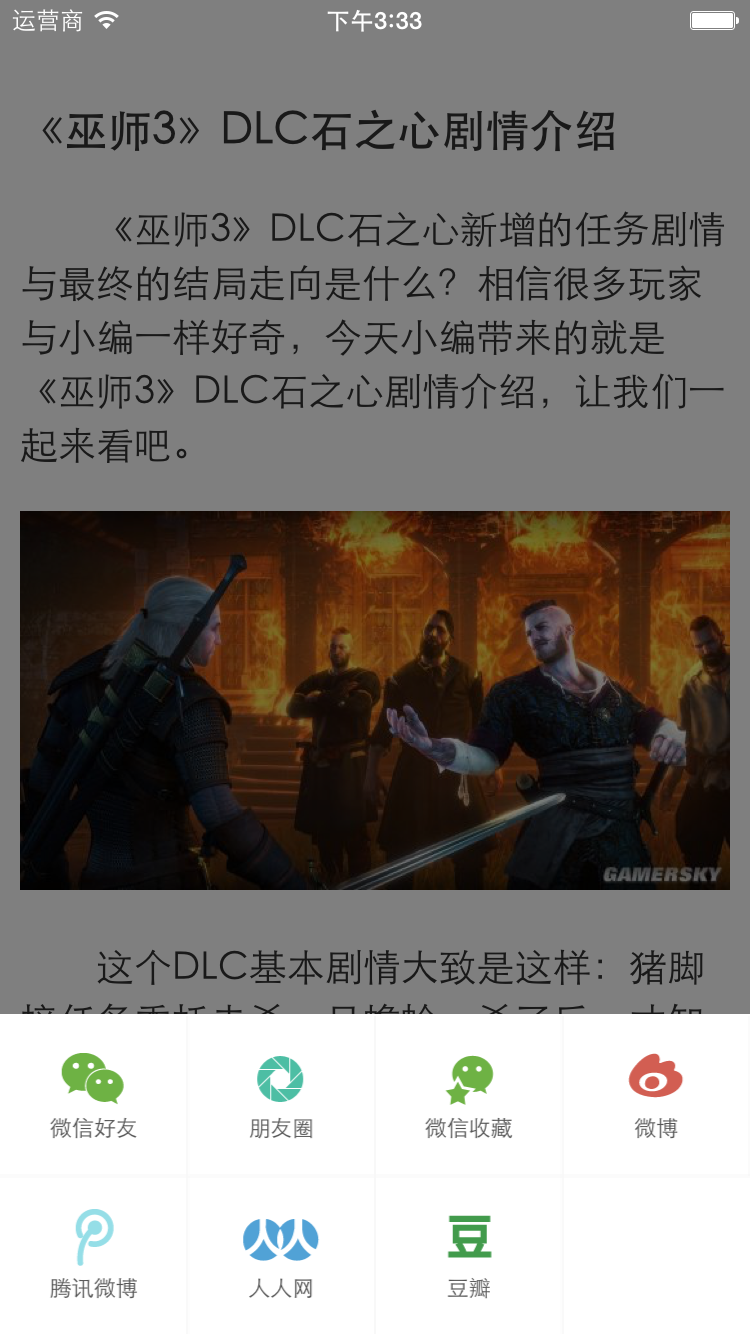 运营商 下午3:33
《巫师3》DLC石之心剧情介绍
《巫师3》DLC石之心新增的任务剧情
与最终的结局走向是什么？相信很多玩家
与小编一样好奇，今天小编带来的就是
《巫师3》DLC石之心剧情介绍，让我们一
起来看吧。
GAMERSKY
这个DLC基本剧情大致是这样：猪脚
微信好友 朋友圈 微信收藏 微博
豆
腾讯微博 人人网 豆瓣